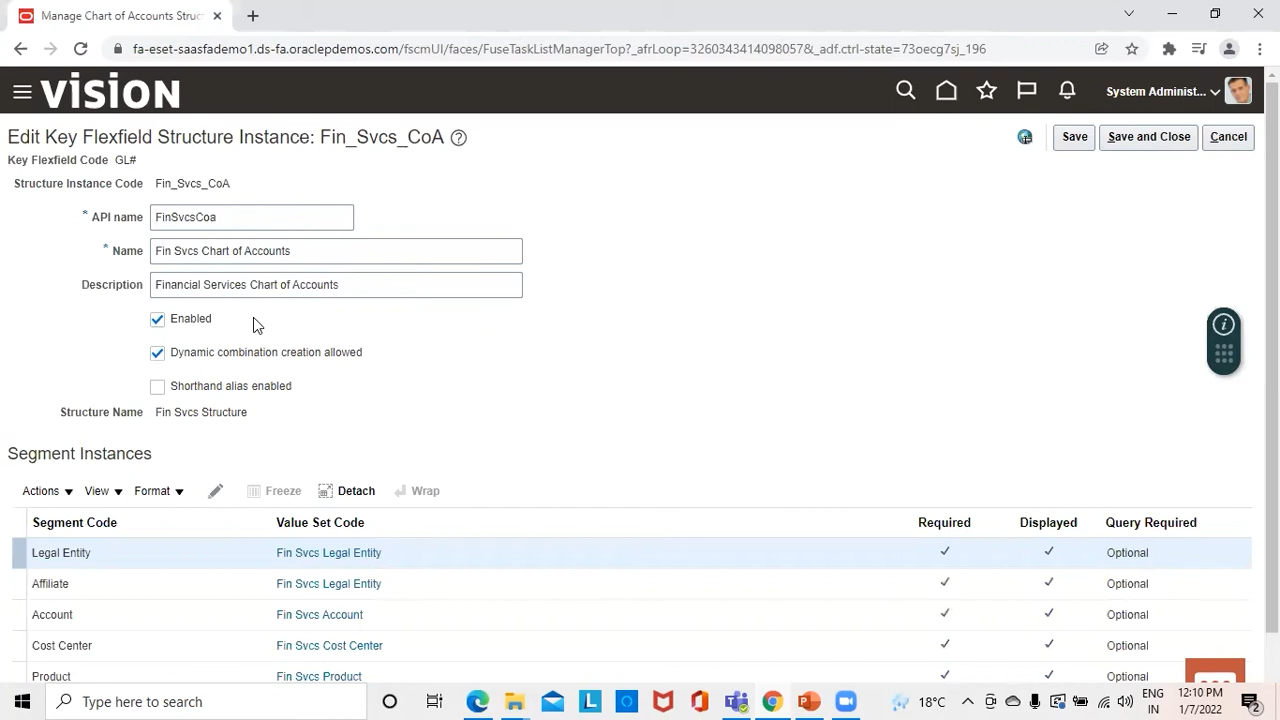 Manage Chart of Accounts Struc
fa-eset-saasfademo1.ds-fa.oraclepdemos.com/fscmUI/faces/FuseTaskListManagerTop?_afrLoop=3260343414098057&_adf.ctrl-state=73oecg7sj_196
VISION
System Administ...
Edit Key Flexfield Structure Instance: Fin_Svcs_CoA
Save
Save and Close
Cancel
Key Flexfield Code GL#
Structure Instance Code Fin_Svcs_CoA
* API name FinSvcsCoa
* Name Fin Svcs Chart of Accounts
Description Financial Services Chart of Accounts
Enabled
Dynamic combination creation allowed
Shorthand alias enabled
Structure Name Fin Svcs Structure
Segment Instances
Actions View Format Freeze Detach Wrap
Segment Code Value Set Code Required Displayed Query Required
Legal Entity Fin Svcs Legal Entity Optional
Affiliate Fin Svcs Legal Entity Optional
Account Fin Svcs Account Optional
Cost Center Fin Svcs Cost Center Optional
Product Fin Svcs Product Optional
Type here to search
18°C
ENG
IN
12:10 PM
1/7/2022
2